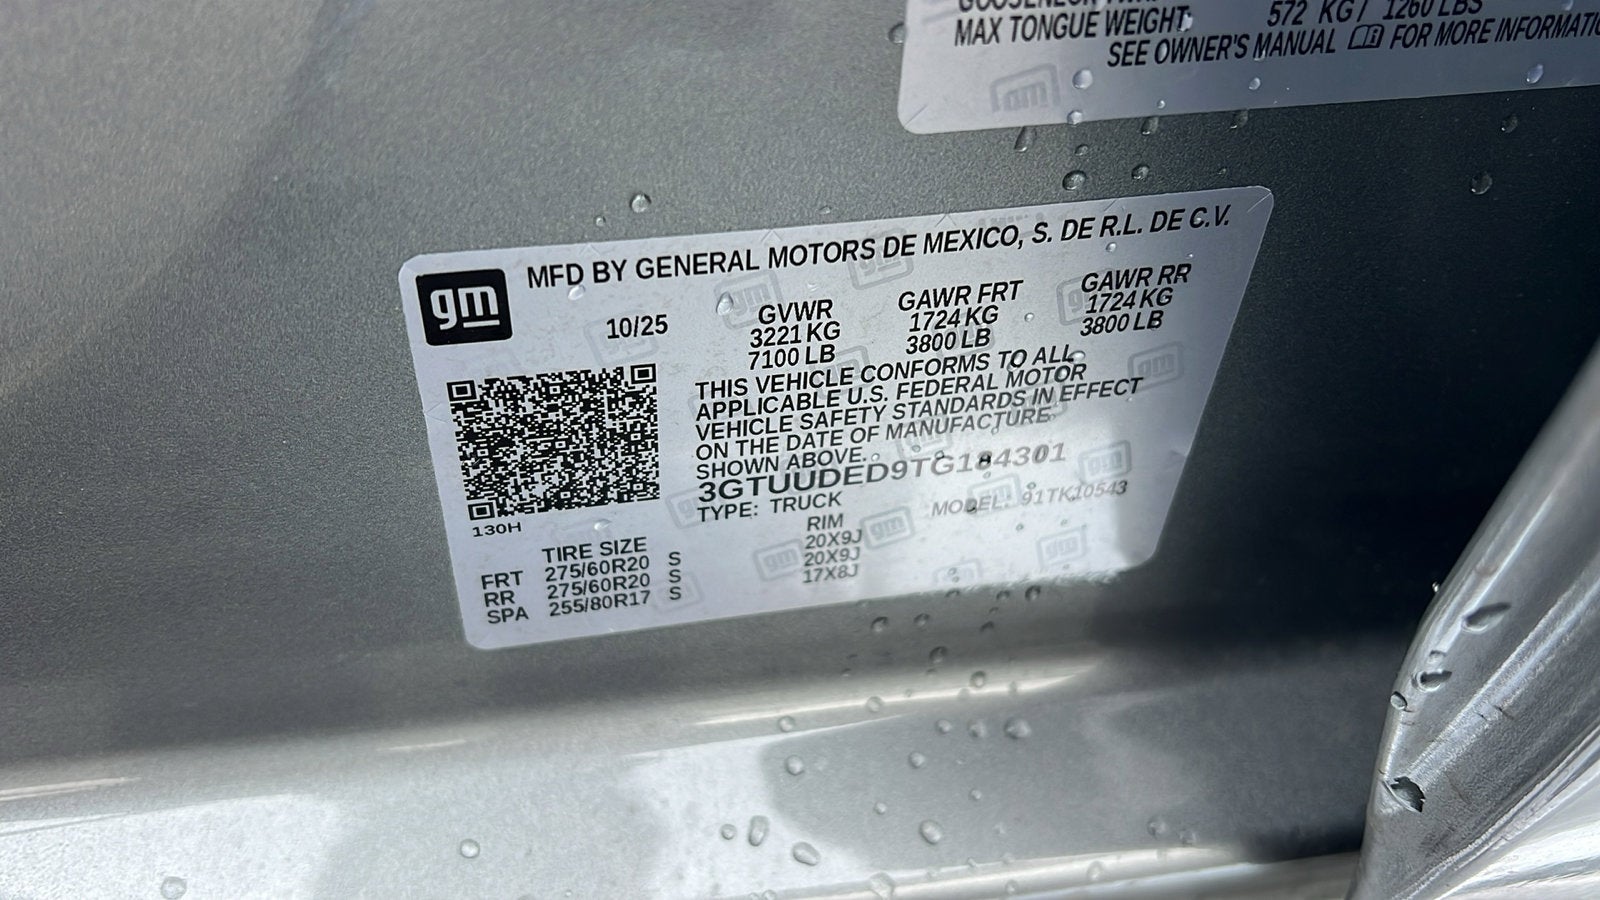 MAX TONGUE WEIGHT: 572 KG / 1260 LBS
SEE OWNER'S MANUAL FOR MORE INFORMATIO
gm
gm
MFD BY GENERAL MOTORS DE MEXICO, S. DE R.L. DE C.V.
10/25
GVWR GAWR FRT GAWR RR
3221 KG 1724 KG 1724 KG
7100 LB 3800 LB 3800 LB
THIS VEHICLE CONFORMS TO ALL
APPLICABLE U.S. FEDERAL MOTOR
VEHICLE SAFETY STANDARDS IN EFFECT
ON THE DATE OF MANUFACTURE
SHOWN ABOVE.
3GTUUDED9TG184301
TYPE: TRUCK MODEL: 91TK10543
130H
TIRE SIZE RIM
FRT 275/60R20 S 20X9J
RR 275/60R20 S 20X9J
SPA 255/80R17 S 17X8J